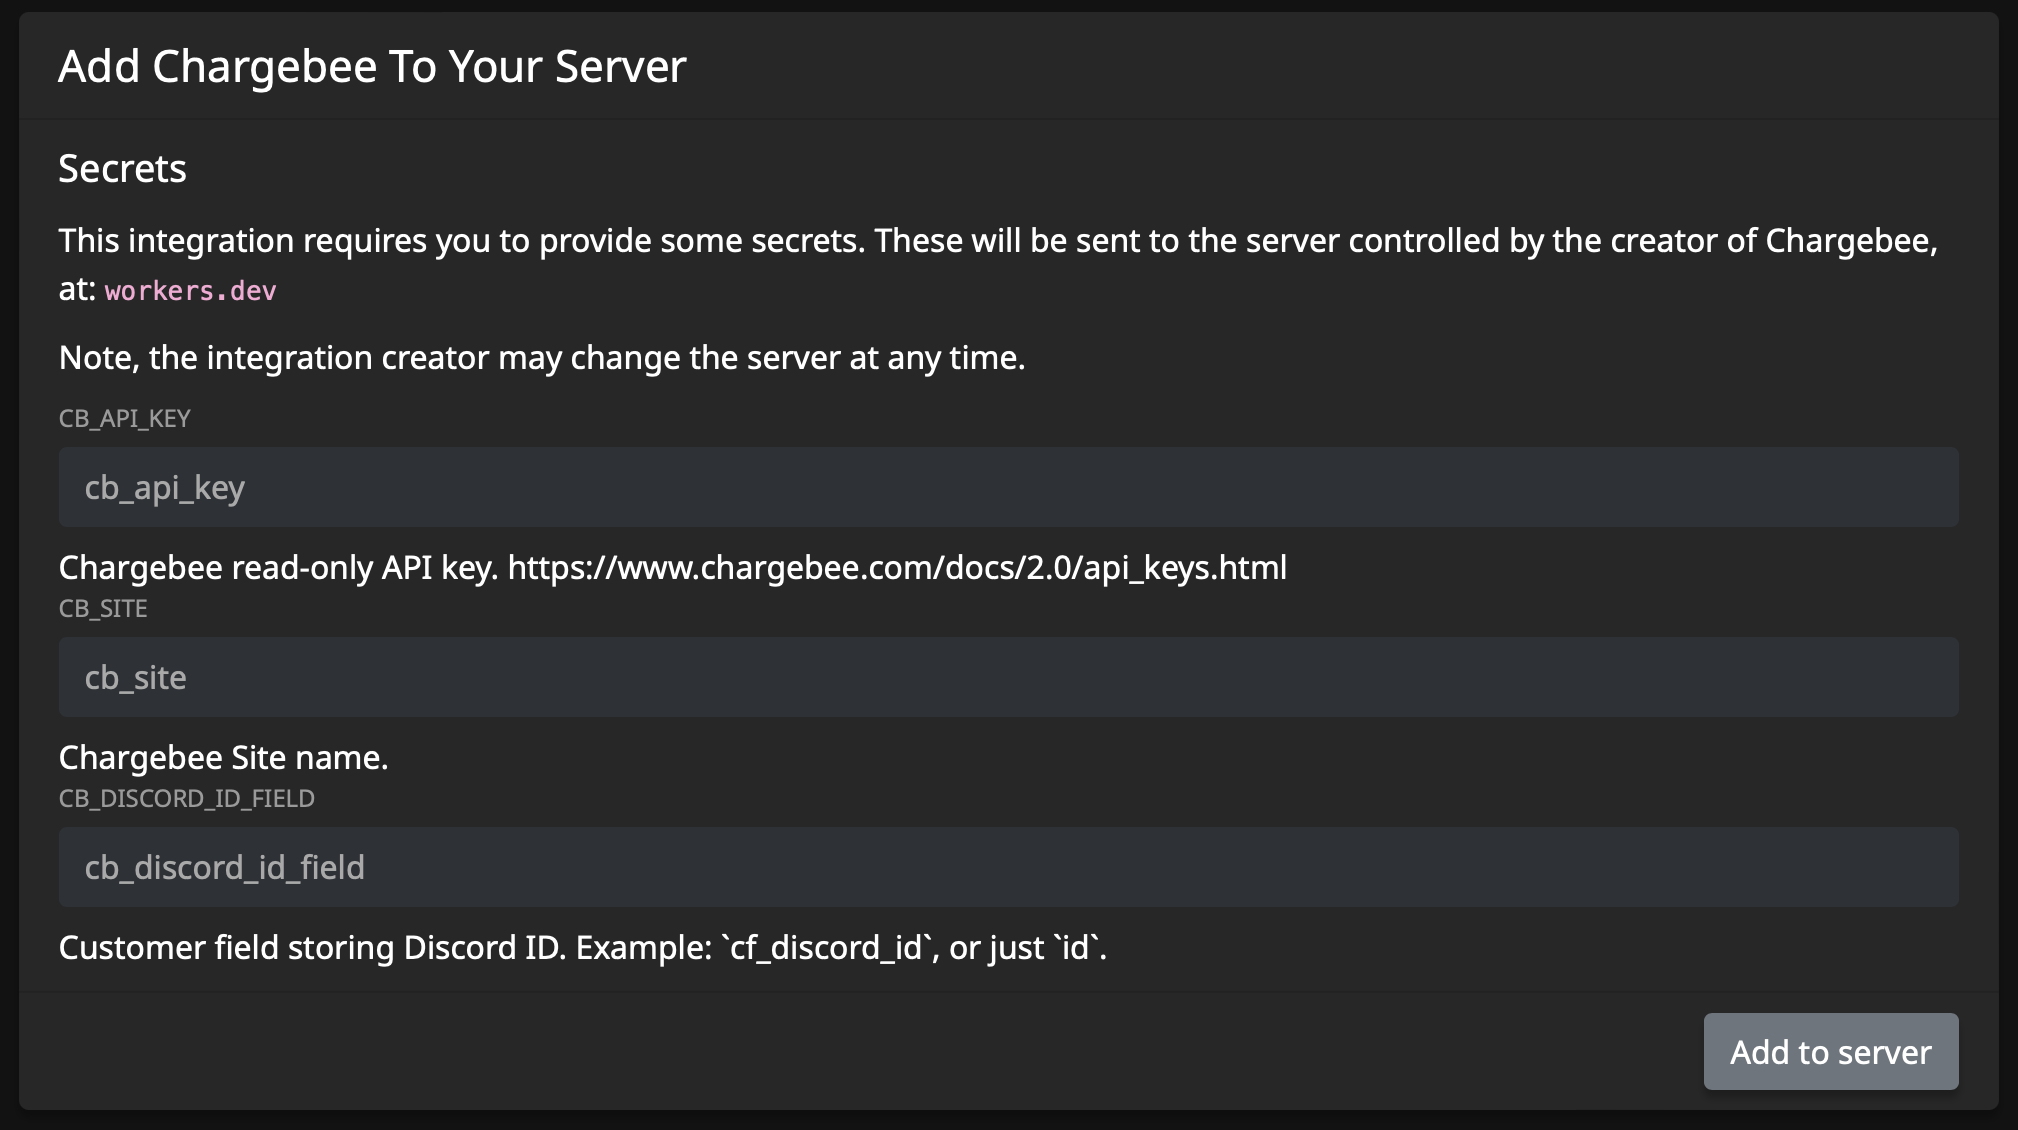 Add Chargebee To Your Server
Secrets
This integration requires you to provide some secrets. These will be sent to the server controlled by the creator of Chargebee,
at: workers.dev
Note, the integration creator may change the server at any time.
CB_API_KEY
cb_api_key
Chargebee read-only API key. https://www.chargebee.com/docs/2.0/api_keys.html
CB_SITE
cb_site
Chargebee Site name.
CB_DISCORD_ID_FIELD
cb_discord_id_field
Customer field storing Discord ID. Example: `cf_discord_id`, or just `id`.
Add to server